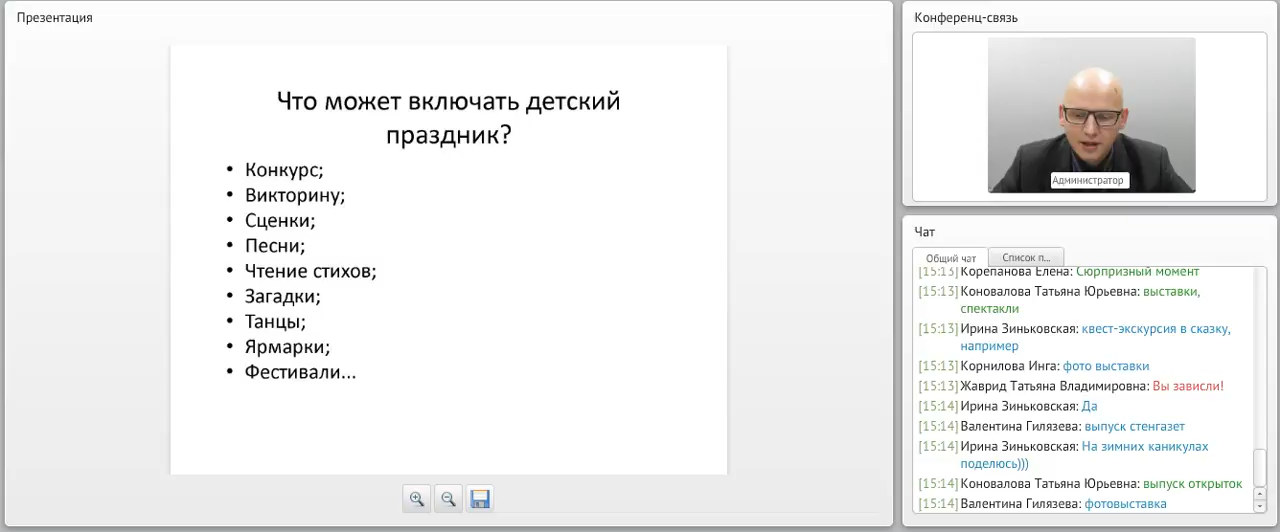 Презентация
Что может включать детский
праздник?
• Конкурс;
• Викторину;
• Сценки;
• Песни;
• Чтение стихов;
• Загадки;
• Танцы;
• Ярмарки;
• Фестивали...
Конференц-связь
Администратор
Чат
Общий чат
Список п...
[15:13] Корепанова Елена: Сюрпризный момент
[15:13] Коновалова Татьяна Юрьевна: выставки,
спектакли
[15:13] Ирина Зиньковская: квест-экскурсия в сказку,
например
[15:13] Корнилова Инга: фото выставки
[15:13] Жаврид Татьяна Владимировна: Вы зависли!
[15:14] Ирина Зиньковская: Да
[15:14] Валентина Гилязева: выпуск стенгазет
[15:14] Ирина Зиньковская: На зимних каникулах
поделюсь)))
[15:14] Коновалова Татьяна Юрьевна: выпуск открыток
[15:14] Валентина Гилязева: фотовыставка